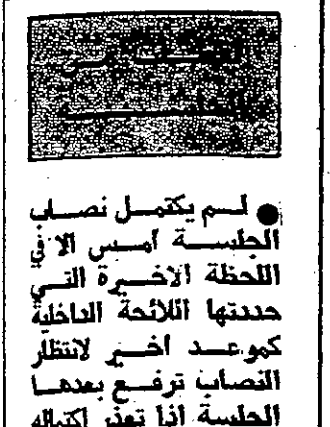 ● لم يكتمل نصاب
الجلسة أمس الا في
اللحظة الاخيرة التي
حددتها اللائحة الداخلية
كموعد اخير لانتظار
النصاب ترفع بعدها
الجلسة اذا تعذر اكتماله